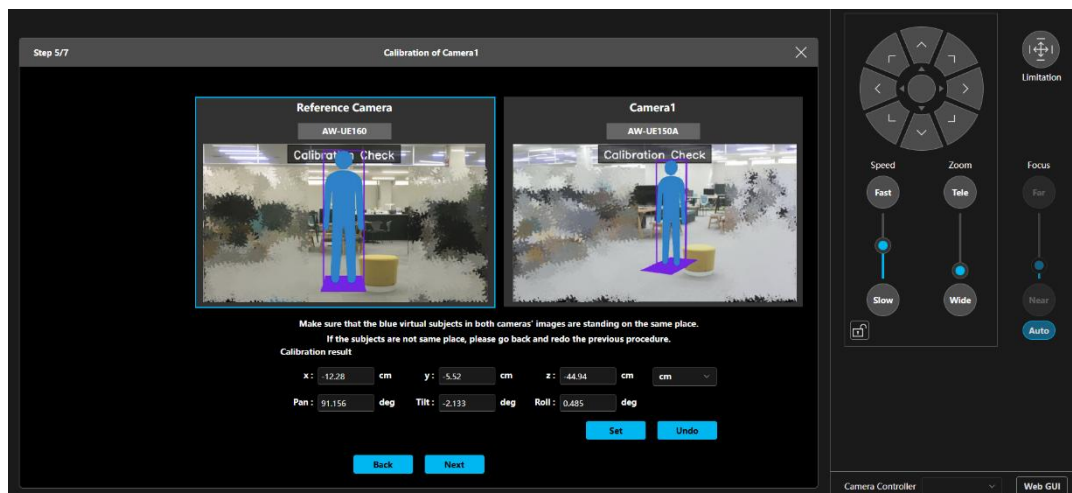 Step 5/7
Calibration of Camera1
Reference Camera
AW-UE160
Calibration Check
Camera1
AW-UE150A
Calibration Check
Make sure that the blue virtual subjects in both cameras' images are standing on the same place.
If the subjects are not same place, please go back and redo the previous procedure.
Calibration result
x : -12.28 cm y : -5.52 cm z : -44.94 cm cm
Pan : 91.156 deg Tilt : -2.133 deg Roll : 0.485 deg
Set Undo
Back Next
Limitation
Speed Zoom Focus
Fast Tele Far
Slow Wide Near
Auto
Camera Controller Web GUI